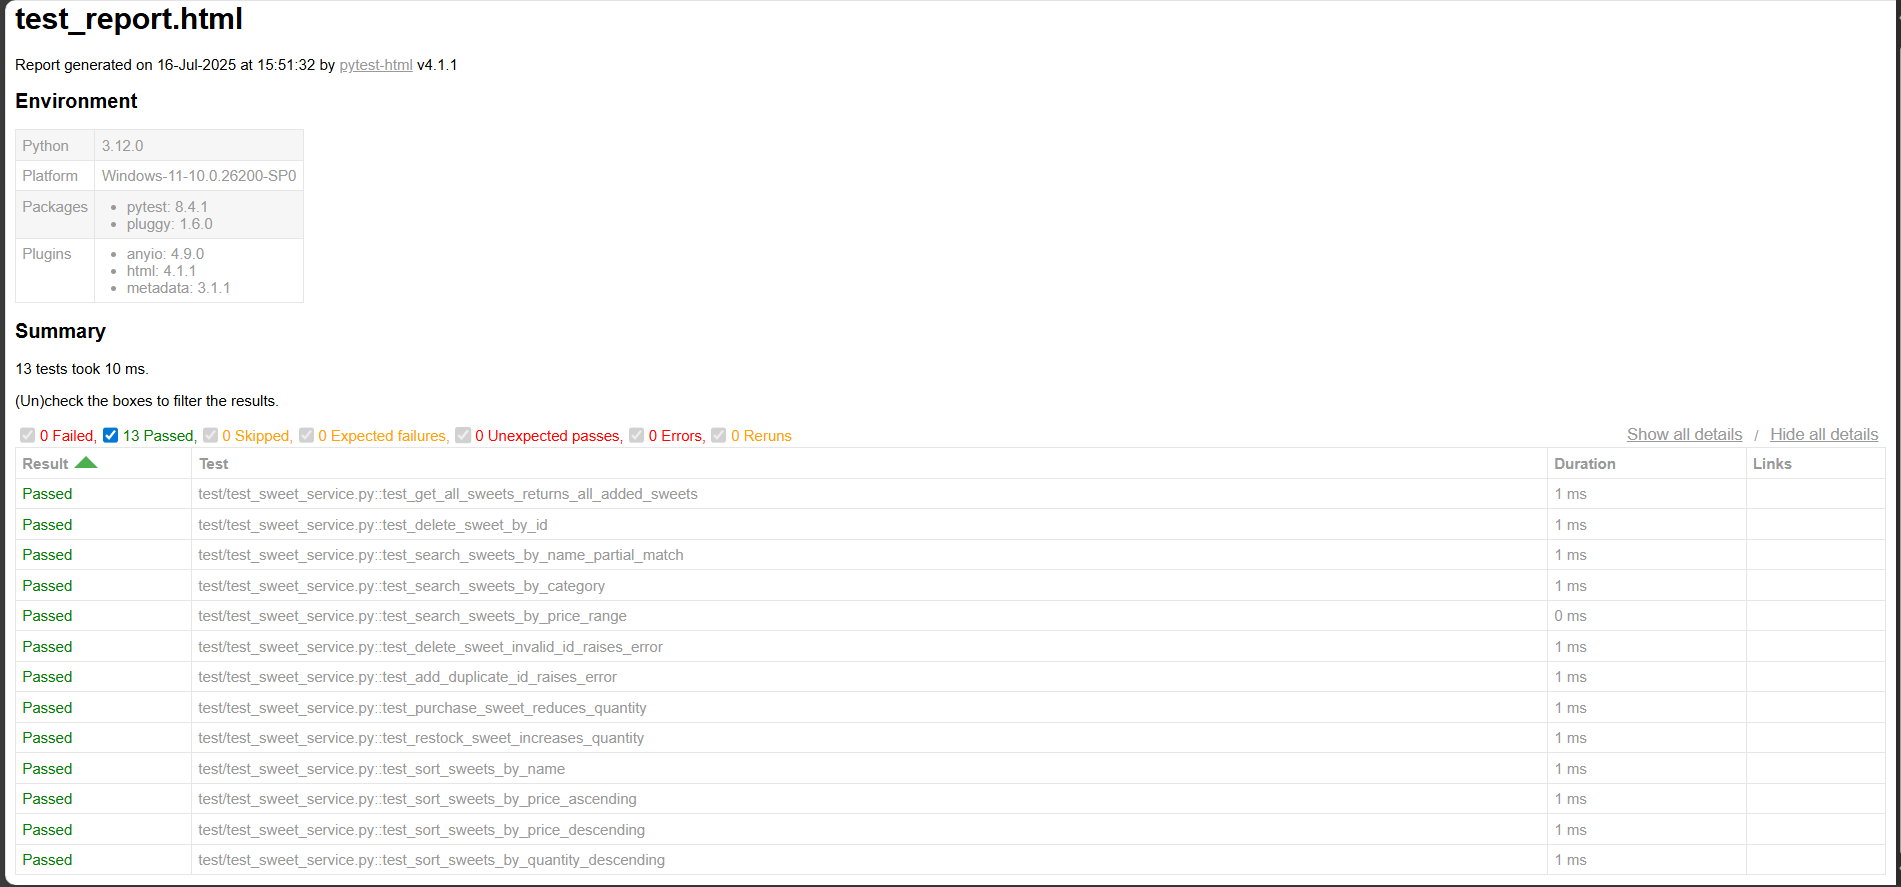 test_report.html
Report generated on 16-Jul-2025 at 15:51:32 by pytest-html v4.1.1
Environment
Python 3.12.0
Platform Windows-11-10.0.26200-SP0
Packages
pytest: 8.4.1
pluggy: 1.6.0
Plugins
anyio: 4.9.0
html: 4.1.1
metadata: 3.1.1
Summary
13 tests took 10 ms.
(Un)check the boxes to filter the results.
0 Failed, 13 Passed, 0 Skipped, 0 Expected failures, 0 Unexpected passes, 0 Errors, 0 Reruns Show all details / Hide all details
Result Test Duration Links
Passed test/test_sweet_service.py::test_get_all_sweets_returns_all_added_sweets 1 ms
Passed test/test_sweet_service.py::test_delete_sweet_by_id 1 ms
Passed test/test_sweet_service.py::test_search_sweets_by_name_partial_match 1 ms
Passed test/test_sweet_service.py::test_search_sweets_by_category 1 ms
Passed test/test_sweet_service.py::test_search_sweets_by_price_range 0 ms
Passed test/test_sweet_service.py::test_delete_sweet_invalid_id_raises_error 1 ms
Passed test/test_sweet_service.py::test_add_duplicate_id_raises_error 1 ms
Passed test/test_sweet_service.py::test_purchase_sweet_reduces_quantity 1 ms
Passed test/test_sweet_service.py::test_restock_sweet_increases_quantity 1 ms
Passed test/test_sweet_service.py::test_sort_sweets_by_name 1 ms
Passed test/test_sweet_service.py::test_sort_sweets_by_price_ascending 1 ms
Passed test/test_sweet_service.py::test_sort_sweets_by_price_descending 1 ms
Passed test/test_sweet_service.py::test_sort_sweets_by_quantity_descending 1 ms